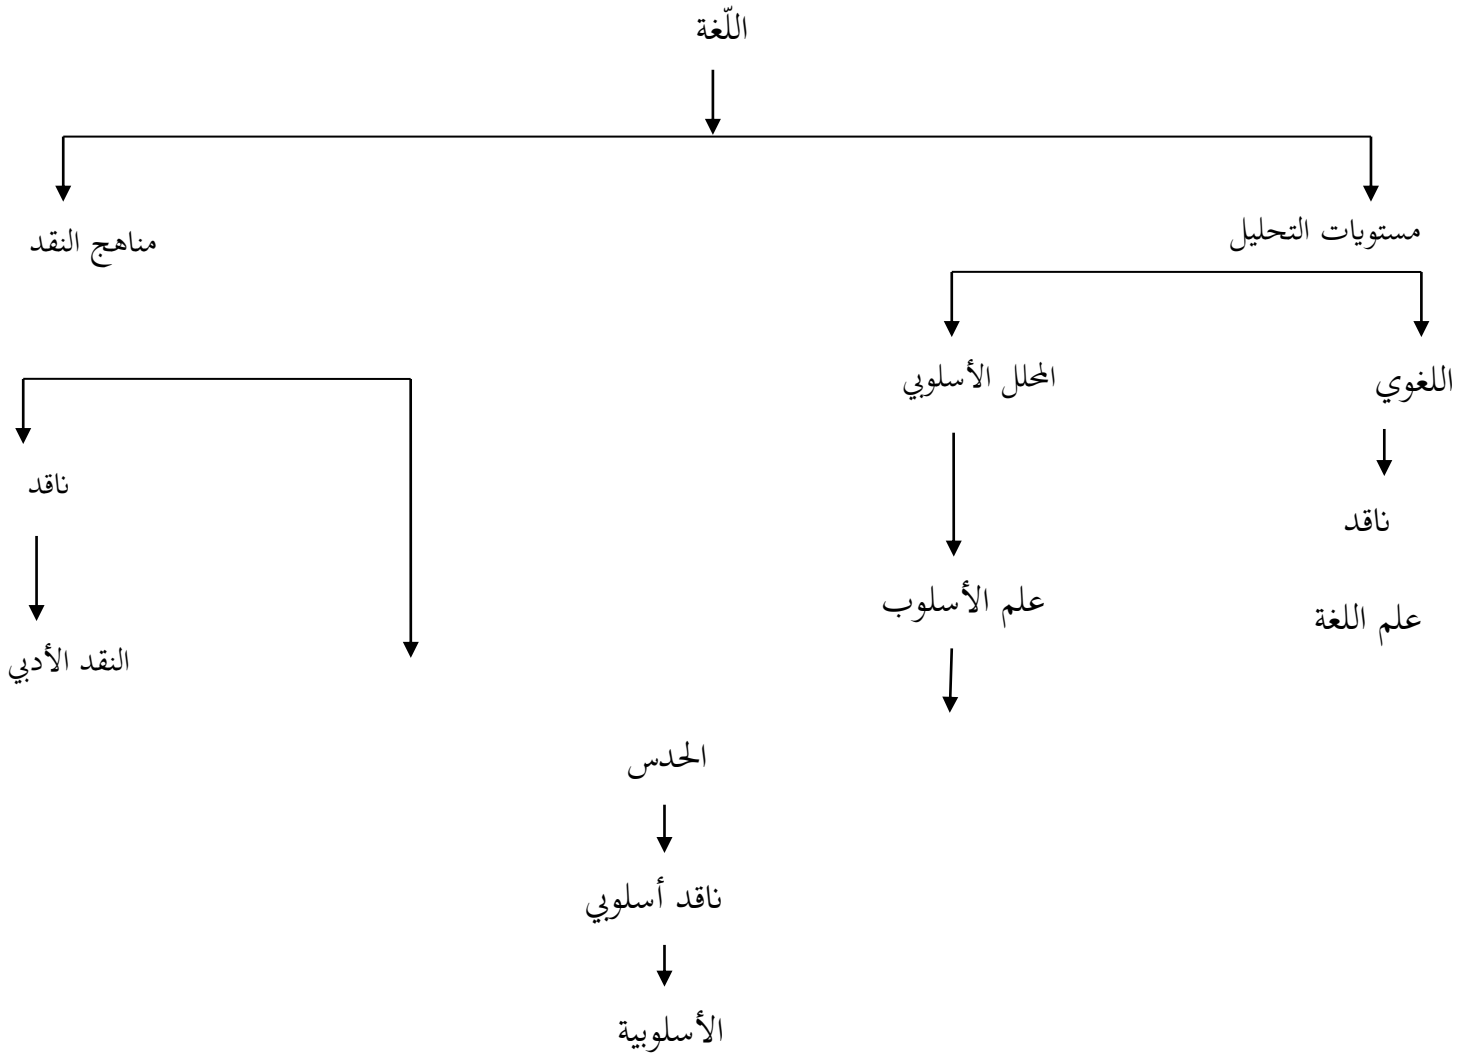 اللّغة
مستويات التحليل
مناهج النقد
اللغوي
المحلل الأسلوبي
ناقد
ناقد
علم الأسلوب
علم اللغة
النقد الأدبي
الحدس
ناقد أسلوبي
الأسلوبية